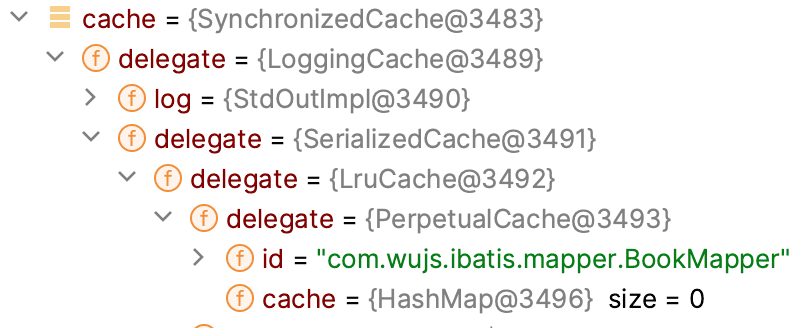 cache = {SynchronizedCache@3483}
f delegate = {LoggingCache@3489}
f log = {StdOutImpl@3490}
f delegate = {SerializedCache@3491}
f delegate = {LruCache@3492}
f delegate = {PerpetualCache@3493}
f id = "com.wujs.ibatis.mapper.BookMapper"
f cache = {HashMap@3496} size = 0